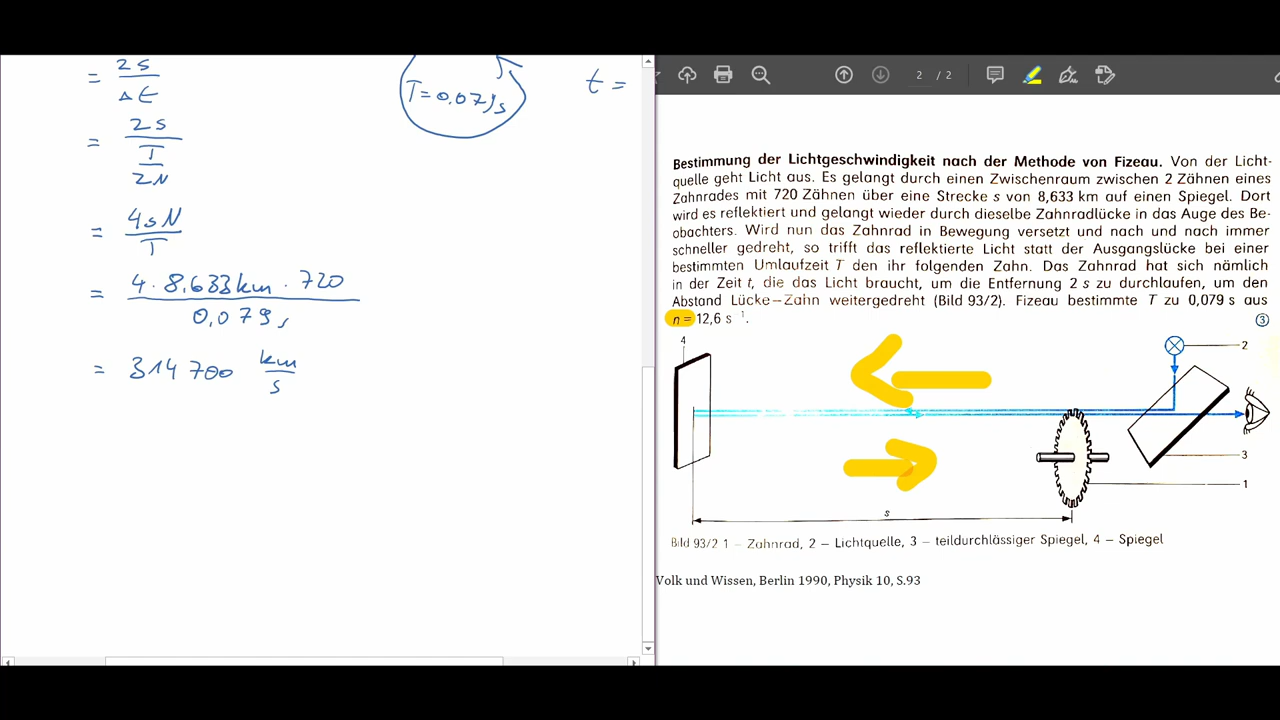 = 2s / Δt
T = 0,079s
t =
= 2s / (T / 2N)
= 4sN / T
= 4 · 8,633km · 720 / 0,079s
= 314 700 km/s
2 / 2
Bestimmung der Lichtgeschwindigkeit nach der Methode von Fizeau. Von der Licht-
quelle geht Licht aus. Es gelangt durch einen Zwischenraum zwischen 2 Zähnen eines
Zahnrades mit 720 Zähnen über eine Strecke s von 8,633 km auf einen Spiegel. Dort
wird es reflektiert und gelangt wieder durch dieselbe Zahnradlücke in das Auge des Be-
obachters. Wird nun das Zahnrad in Bewegung versetzt und nach und nach immer
schneller gedreht, so trifft das reflektierte Licht statt der Ausgangslücke bei einer
bestimmten Umlaufzeit T den ihr folgenden Zahn. Das Zahnrad hat sich nämlich
in der Zeit t, die das Licht braucht, um die Entfernung 2 s zu durchlaufen, um den
Abstand Lücke–Zahn weitergedreht (Bild 93/2). Fizeau bestimmte T zu 0,079 s aus
n = 12,6 s⁻¹.
③
4
2
3
1
s
Bild 93/2 1 – Zahnrad, 2 – Lichtquelle, 3 – teildurchlässiger Spiegel, 4 – Spiegel
Volk und Wissen, Berlin 1990, Physik 10, S.93